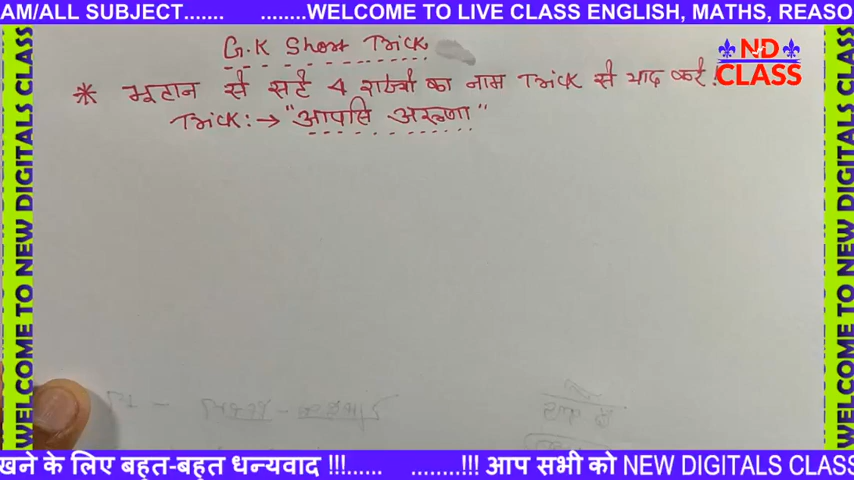 AM/ALL SUBJECT....... ........WELCOME TO LIVE CLASS ENGLISH, MATHS, REASO
G.K Short Trick
ND
CLASS
* भूटान से सटे 4 राज्यों का नाम Trick से याद करें
Trick:→ "आपसि अरूणा"
WELCOME TO NEW DIGITALS CLASS
WELCOME TO NEW DIGITALS CLASS
खने के लिए बहुत-बहुत धन्यवाद !!!...... ........!!! आप सभी को NEW DIGITALS CLASS